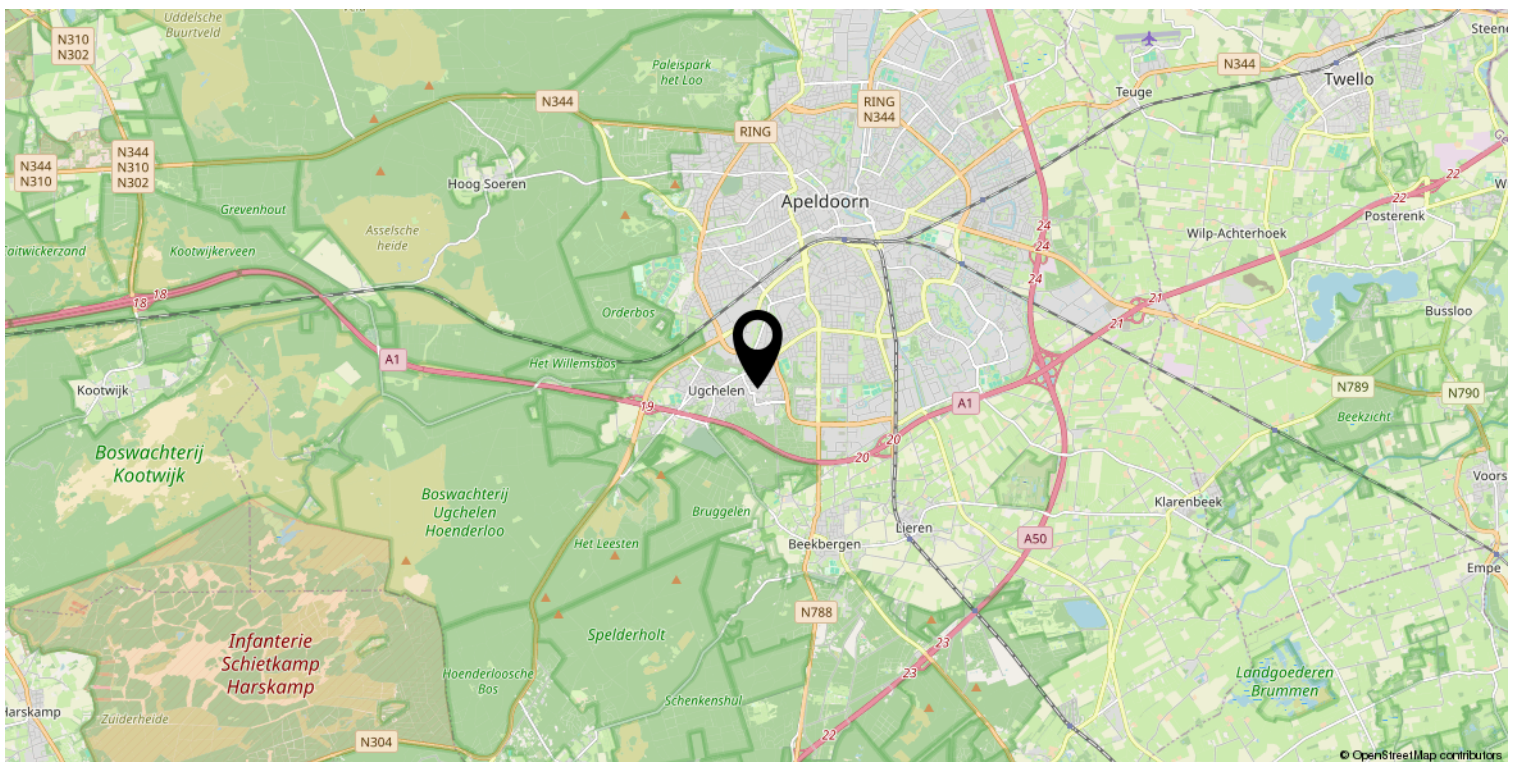 Uddelsche
Buurtveld
N310
N302
Paleispark
het Loo
N344
Twello
Teuge
N344
RING
N344
RING
N344
N310
N344
N310
N302
Hoog Soeren
Grevenhout
Apeldoorn
22
22
Posterenk
Asselsche
heide
Kootwijkerveen
24
24
24
Wilp-Achterhoek
18
18
21
21
Orderbos
Bussloo
A1
Het Willemsbos
Kootwijk
Ugchelen
19
A1
N789
N790
Beekzicht
20
20
Boswachterij
Kootwijk
Boswachterij
Ugchelen
Hoenderloo
Bruggelen
Het Leesten
Beekbergen
Lieren
A50
Klarenbeek
Empe
N788
Infanterie
Schietkamp
Harskamp
Spelderholt
23
23
Hoenderloosche
Bos
Landgoederen
Brummen
Schenkenshul
Zuiderheide
22
N304
© OpenStreetMap contributors